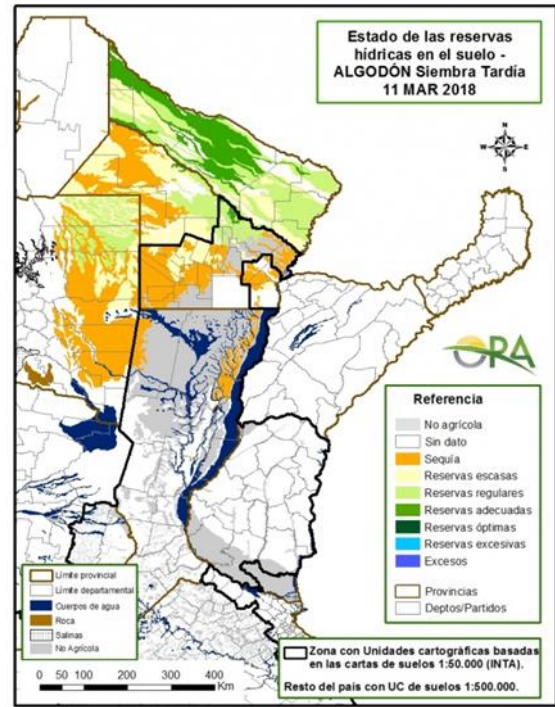 Estado de las reservas
hídricas en el suelo -
ALGODÓN Siembra Tardía
11 MAR 2018
N
W
E
S
ORA
Referencia
No agrícola
Sin dato
Sequía
Reservas escasas
Reservas regulares
Reservas adecuadas
Reservas óptimas
Reservas excesivas
Excesos
Provincias
Deptos/Partidos
Límite provincial
Límite departamental
Cuerpos de agua
Roca
Salinas
No Agrícola
0 50 100 200 300 400
Km
Zona con Unidades cartográficas basadas
en las cartas de suelos 1:50.000 (INTA).
Resto del país con UC de suelos 1:500.000.